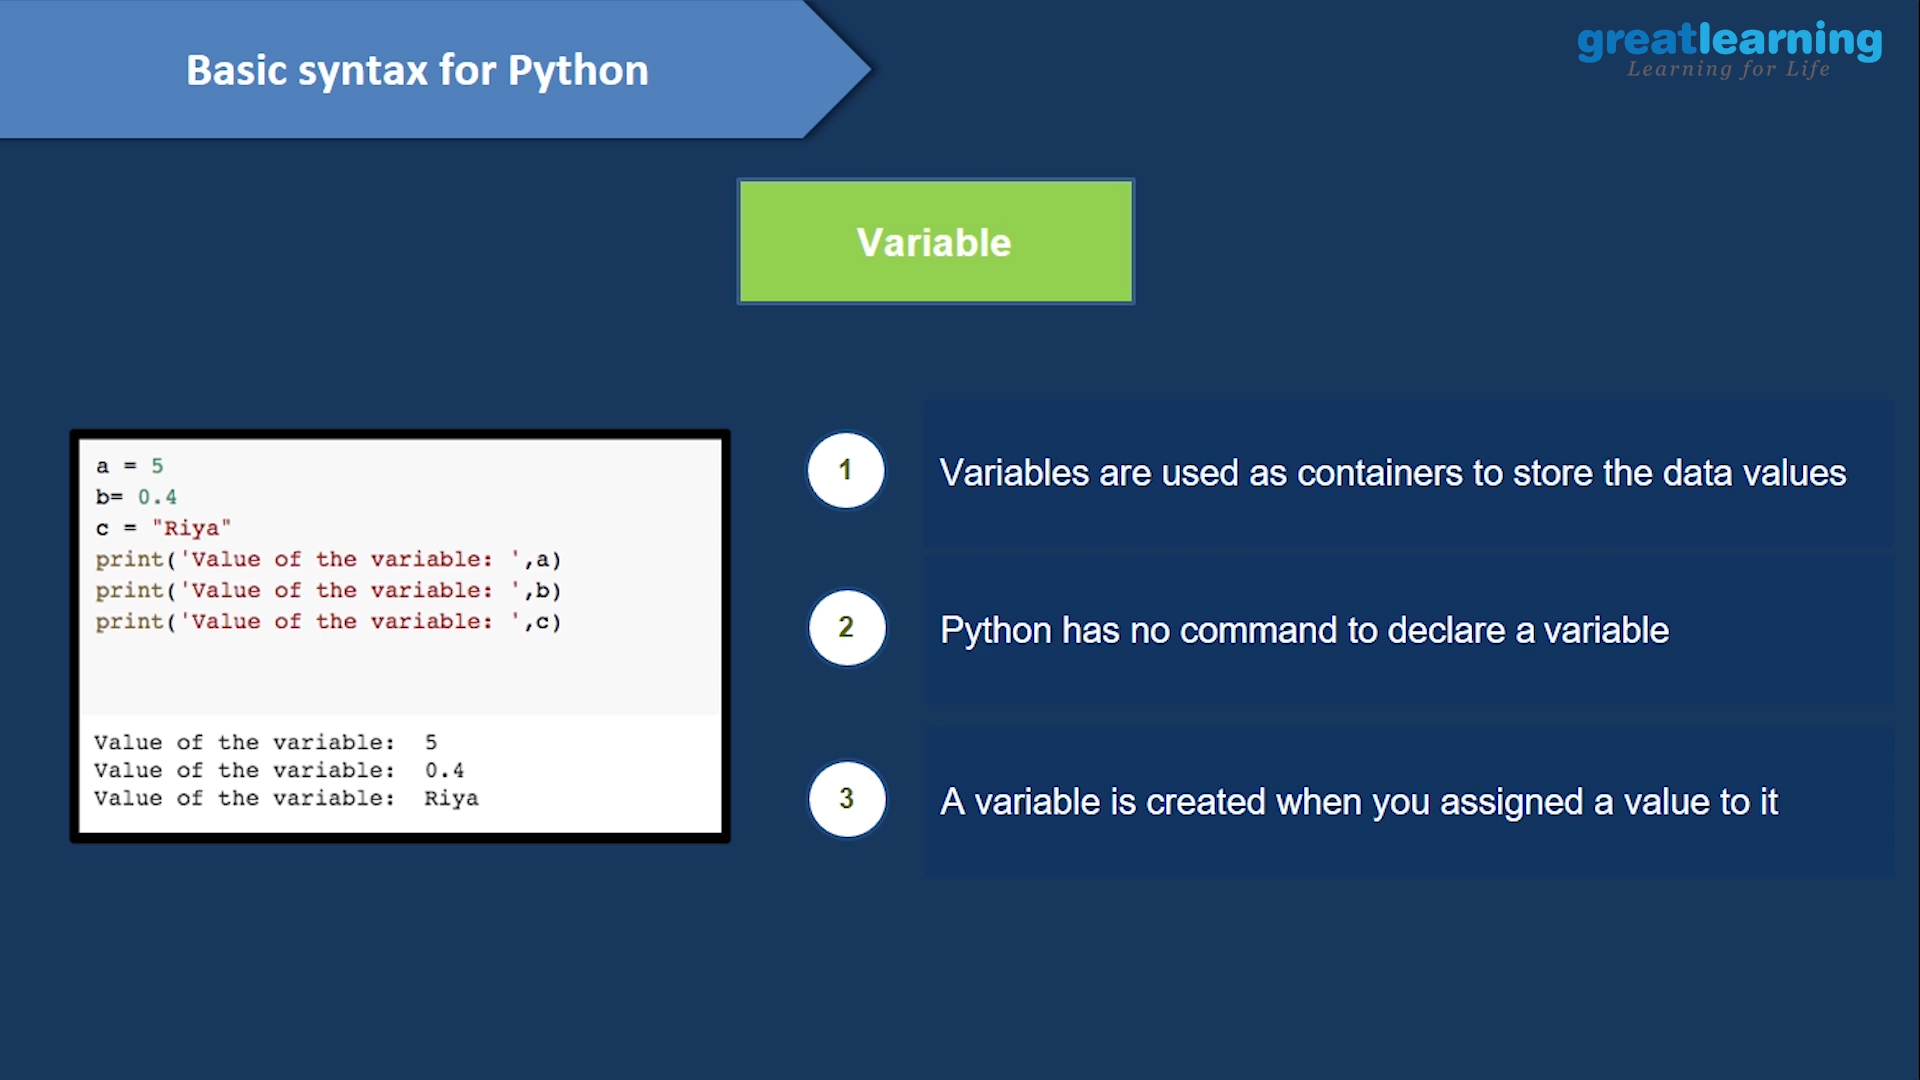 Basic syntax for Python
greatlearning
Learning for Life
Variable
a = 5
b= 0.4
c = "Riya"
print('Value of the variable: ',a)
print('Value of the variable: ',b)
print('Value of the variable: ',c)
Value of the variable:  5
Value of the variable:  0.4
Value of the variable:  Riya
1
Variables are used as containers to store the data values
2
Python has no command to declare a variable
3
A variable is created when you assigned a value to it